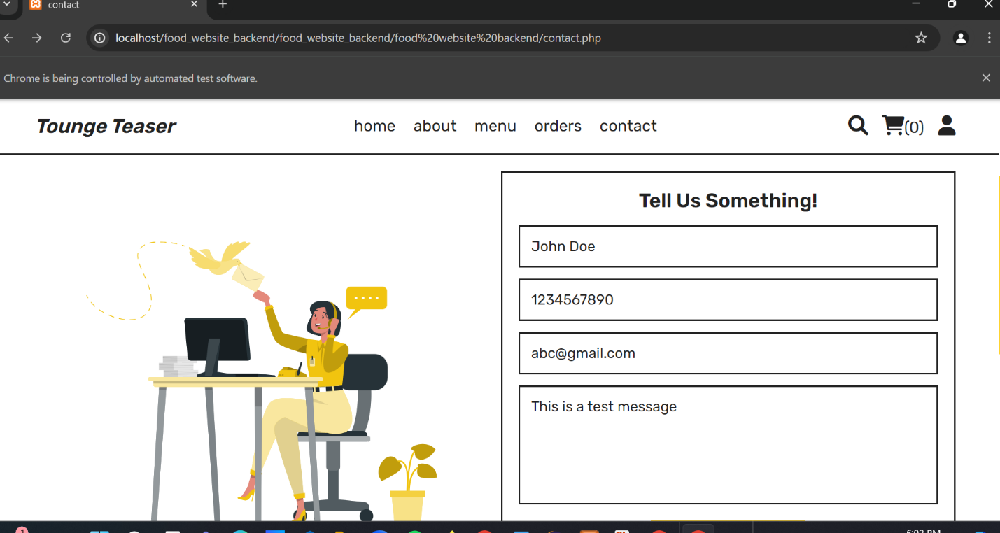 contact
localhost/food_website_backend/food_website_backend/food%20website%20backend/contact.php
Chrome is being controlled by automated test software.
Tounge Teaser
home about menu orders contact
(0)
Tell Us Something!
John Doe
1234567890
abc@gmail.com
This is a test message
1
6:02 PM